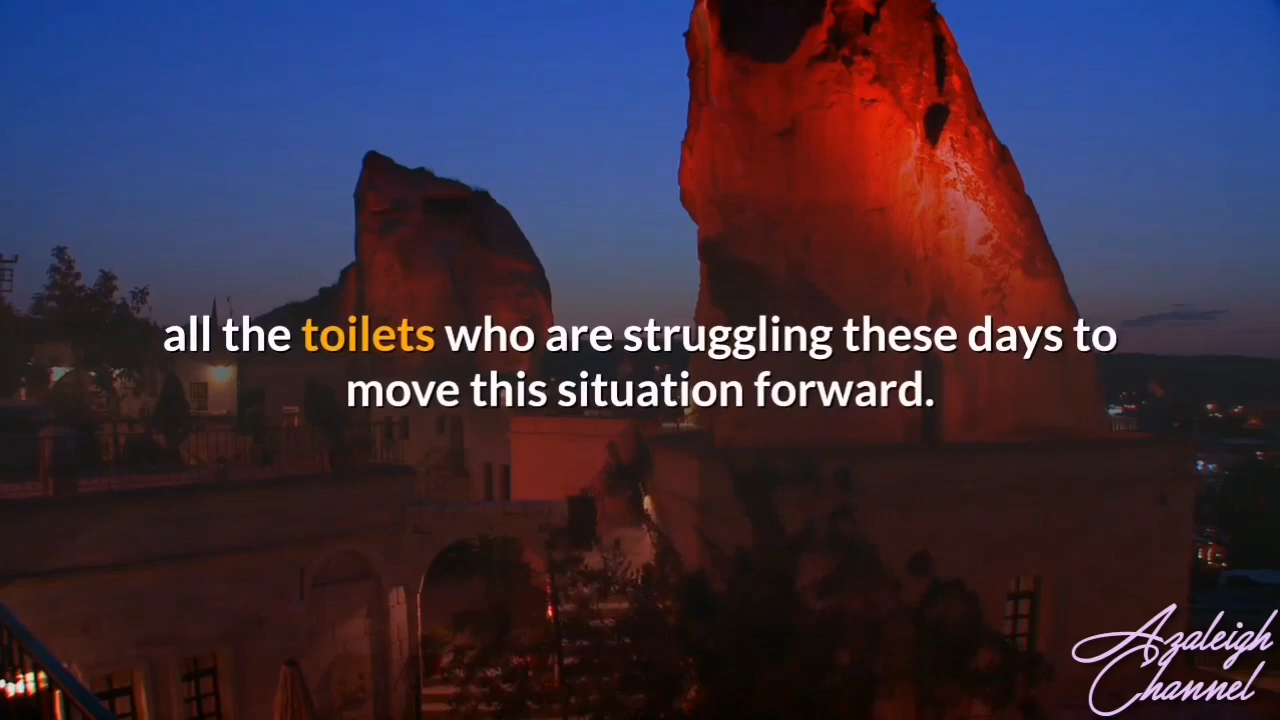 all the toilets who are struggling these days to
move this situation forward.
Azaleigh
Channel